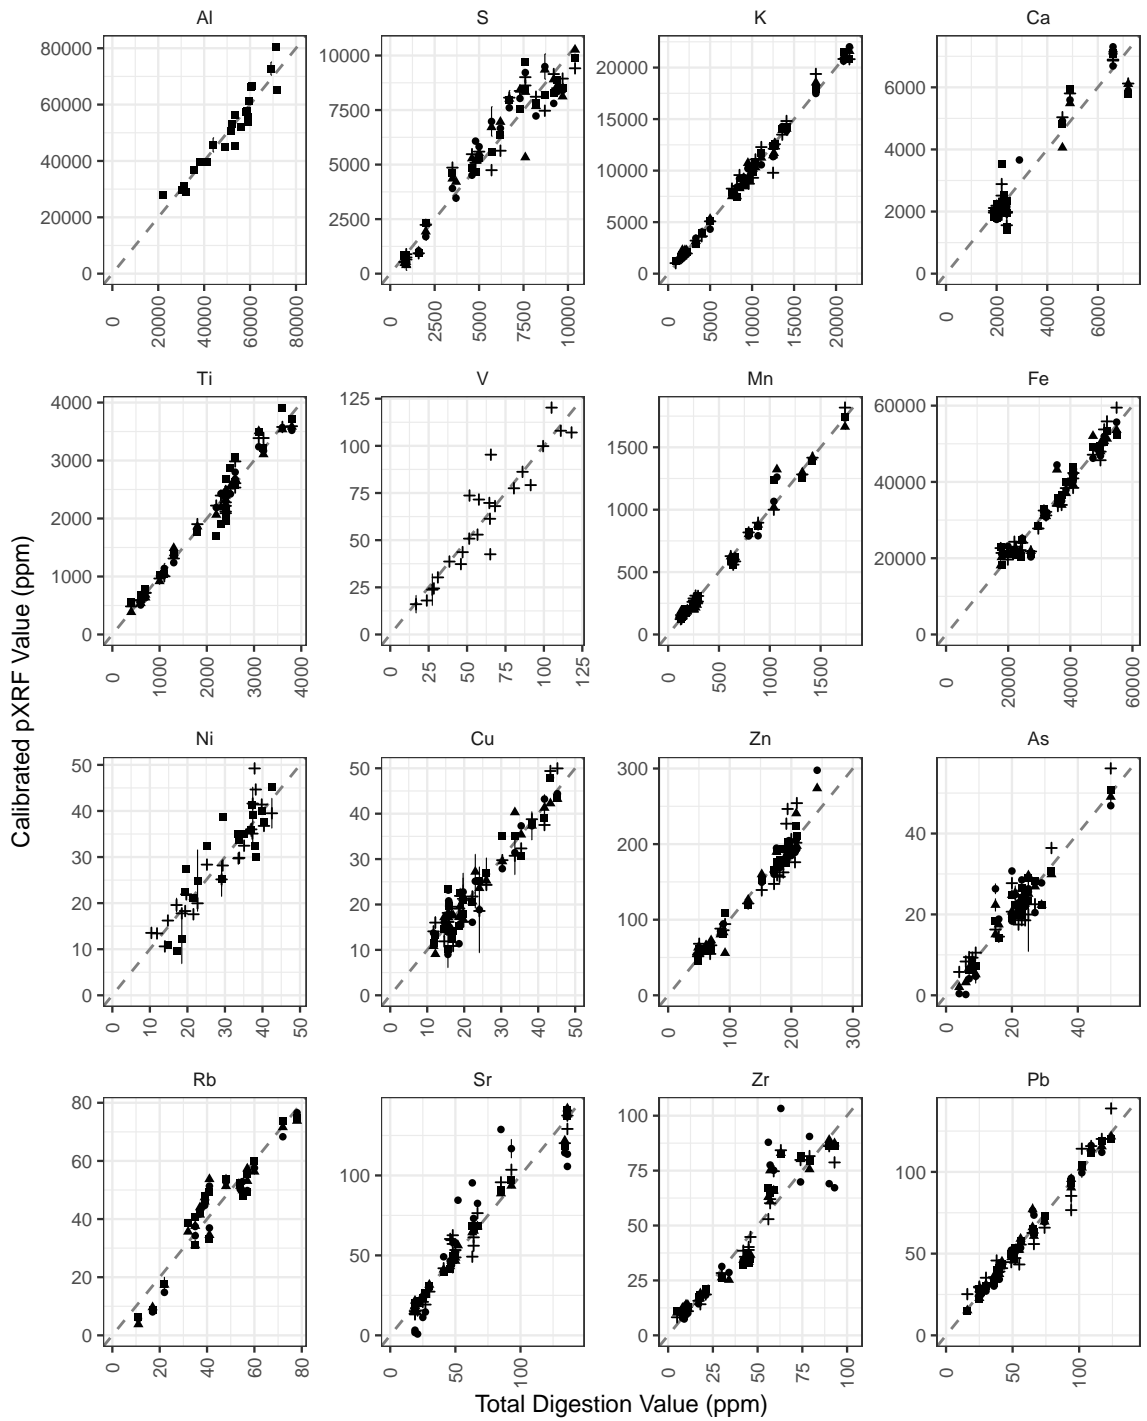 Al S K Ca
80000 60000 40000 20000 0
10000 7500 5000 2500 0
20000 15000 10000 5000 0
6000 4000 2000 0
0 20000 40000 60000 80000
0 2500 5000 7500 10000
0 5000 10000 15000 20000
0 2000 4000 6000
Ti V Mn Fe
4000 3000 2000 1000 0
125 100 75 50 25 0
1500 1000 500 0
60000 40000 20000 0
0 1000 2000 3000 4000
0 25 50 75 100 125
0 500 1000 1500
0 20000 40000 60000
Calibrated pXRF Value (ppm)
Ni Cu Zn As
50 40 30 20 10 0
50 40 30 20 10 0
300 200 100 0
40 20 0
0 10 20 30 40 50
0 10 20 30 40 50
0 100 200 300
0 20 40
Rb Sr Zr Pb
80 60 40 20 0
100 50 0
100 75 50 25 0
100 50 0
0 20 40 60 80
0 50 100
0 25 50 75 100
0 50 100
Total Digestion Value (ppm)